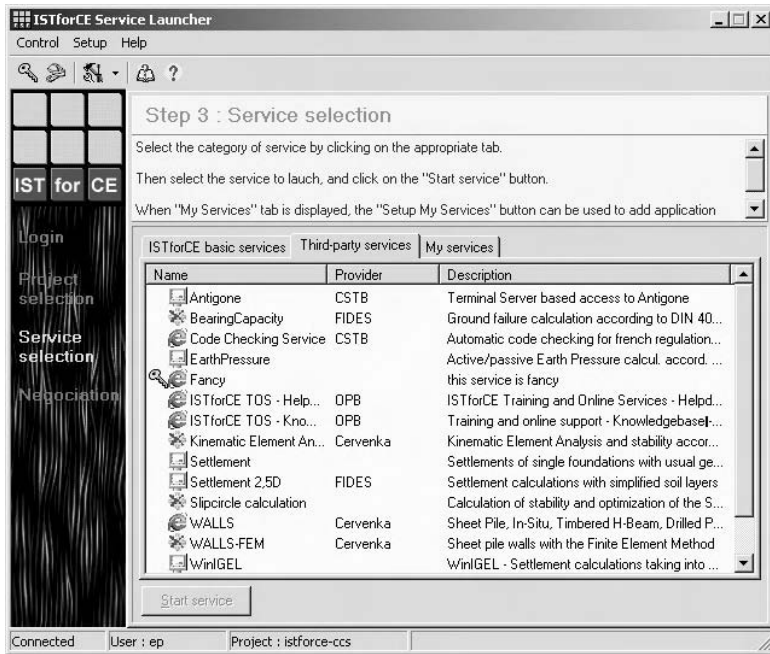 ISTforCE Service Launcher
Control Setup Help
Step 3 : Service selection
Select the category of service by clicking on the appropriate tab.
Then select the service to lauch, and click on the "Start service" button.
When "My Services" tab is displayed, the "Setup My Services" button can be used to add application
IST for CE
Login
Project selection
Service selection
Negociation
ISTforCE basic services Third-party services My services
Name Provider Description
Antigone CSTB Terminal Server based access to Antigone
BearingCapacity FIDES Ground failure calculation according to DIN 40...
Code Checking Service CSTB Automatic code checking for french regulation...
EarthPressure Active/passive Earth Pressure calcul. accord. ...
Fancy this service is fancy
ISTforCE TOS - Help... OPB ISTforCE Training and Online Services - Helpd...
ISTforCE TOS - Kno... OPB Training and online support - Knowledgebase-...
Kinematic Element An... Cervenka Kinematic Element Analysis and stability accor...
Settlement Settlements of single foundations with usual ge...
Settlement 2,5D FIDES Settlement calculations with simplified soil layers
Slipcircle calculation Calculation of stability and optimization of the S...
WALLS Cervenka Sheet Pile, In-Situ, Timbered H-Beam, Drilled P...
WALLS-FEM Cervenka Sheet pile walls with the Finite Element Method
WinIGEL WinIGEL - Settlement calculations taking into ...
Start service
Connected User : ep Project : istforce-ccs